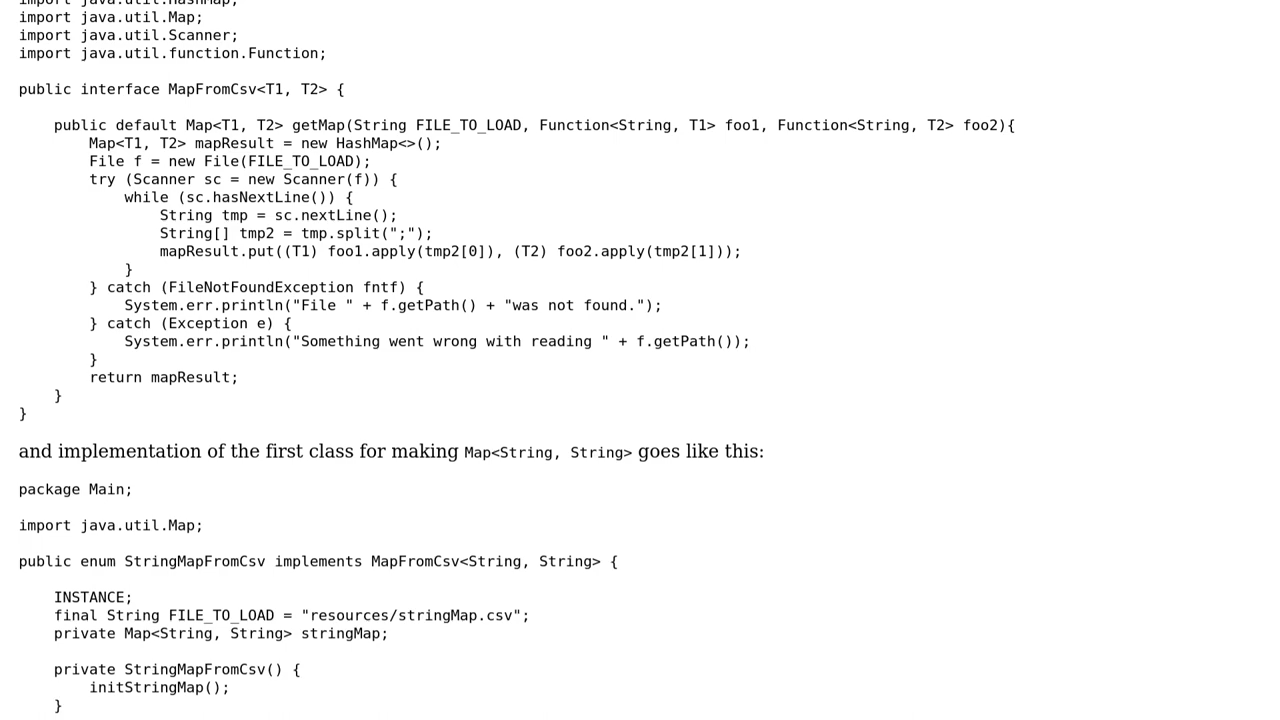 import java.util.HashMap;
import java.util.Map;
import java.util.Scanner;
import java.util.function.Function;

public interface MapFromCsv<T1, T2> {

    public default Map<T1, T2> getMap(String FILE_TO_LOAD, Function<String, T1> foo1, Function<String, T2> foo2){
        Map<T1, T2> mapResult = new HashMap<>();
        File f = new File(FILE_TO_LOAD);
        try (Scanner sc = new Scanner(f)) {
            while (sc.hasNextLine()) {
                String tmp = sc.nextLine();
                String[] tmp2 = tmp.split(";");
                mapResult.put((T1) foo1.apply(tmp2[0]), (T2) foo2.apply(tmp2[1]));
            }
        } catch (FileNotFoundException fntf) {
            System.err.println("File " + f.getPath() + "was not found.");
        } catch (Exception e) {
            System.err.println("Something went wrong with reading " + f.getPath());
        }
        return mapResult;
    }
}
and implementation of the first class for making Map<String, String> goes like this:
package Main;

import java.util.Map;

public enum StringMapFromCsv implements MapFromCsv<String, String> {

    INSTANCE;
    final String FILE_TO_LOAD = "resources/stringMap.csv";
    private Map<String, String> stringMap;

    private StringMapFromCsv() {
        initStringMap();
    }